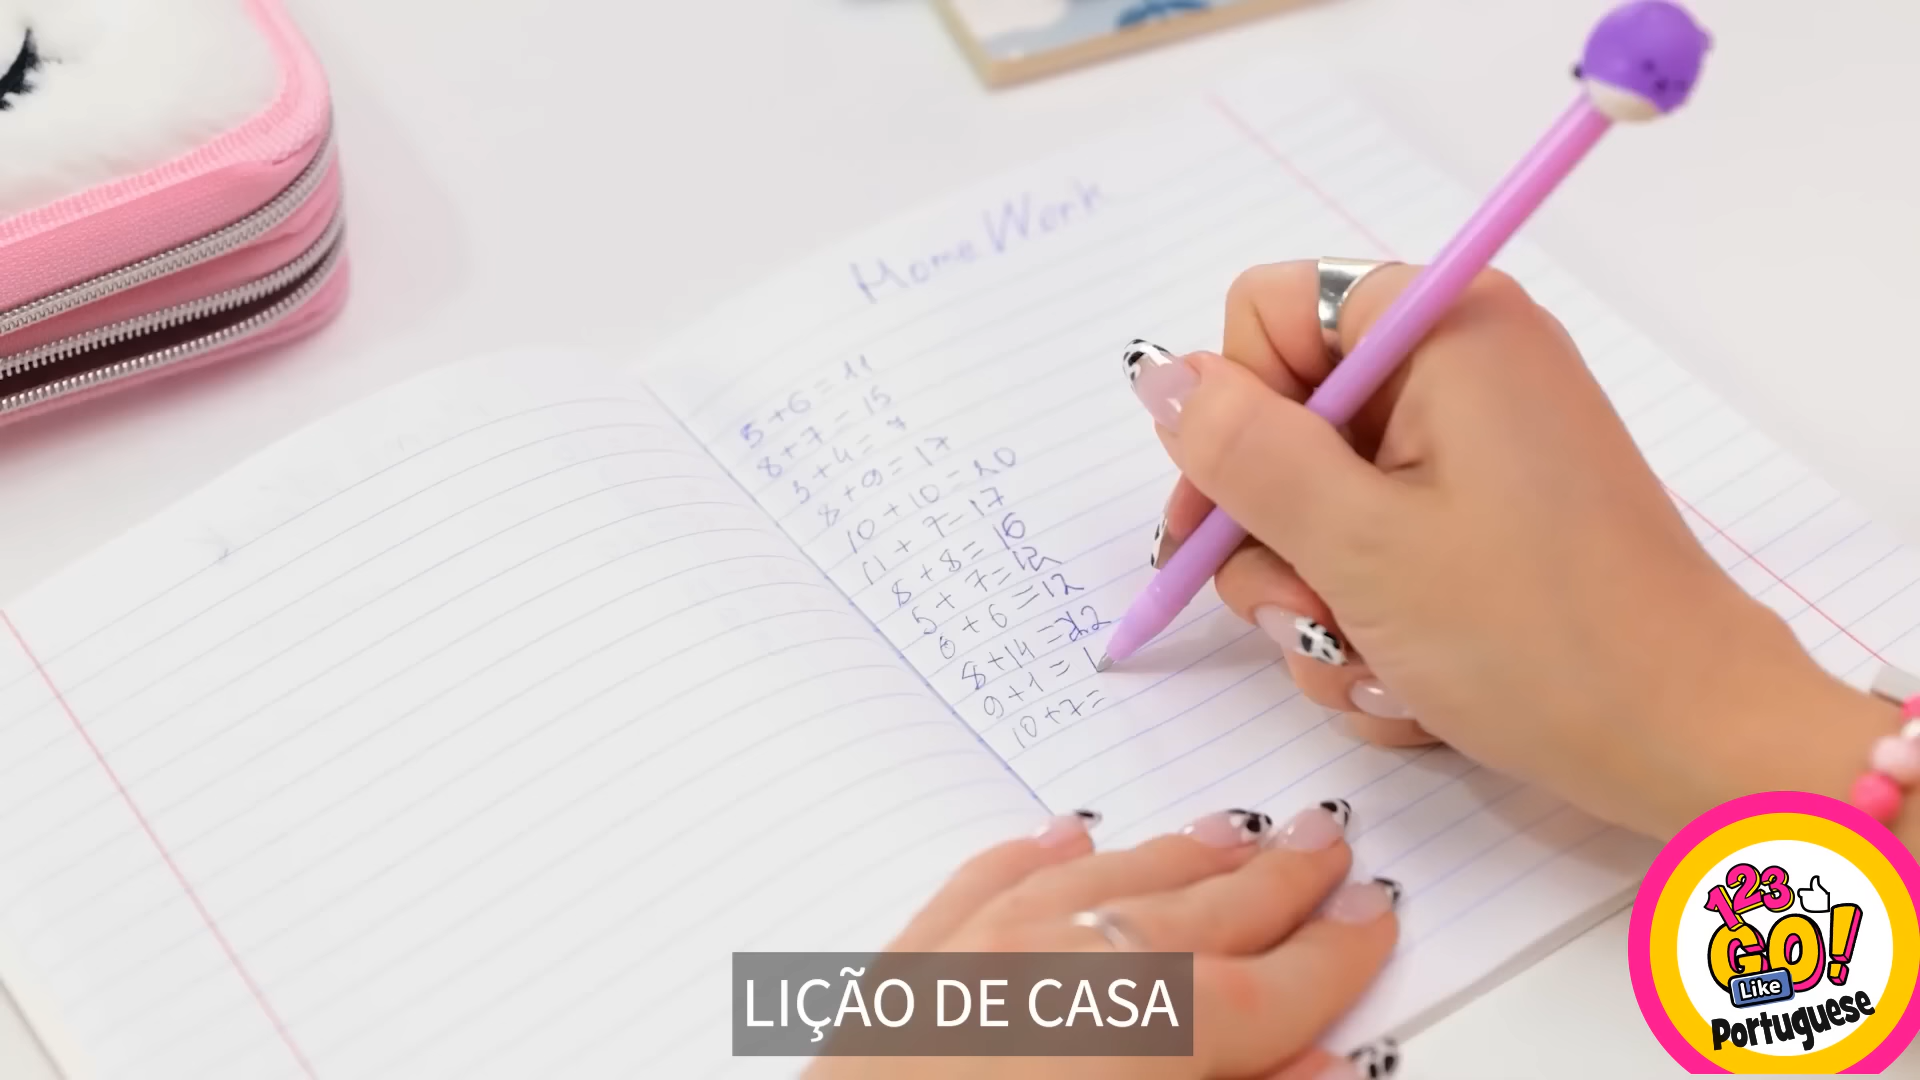 Home Work
5+6=11
8+7=15
3+4=7
8+9=17
10+10=20
11+7=17
8+8=16
5+7=12
6+6=12
8+14=22
9+1=1
10+7=
LIÇÃO DE CASA
123
GO!
Like
Portuguese